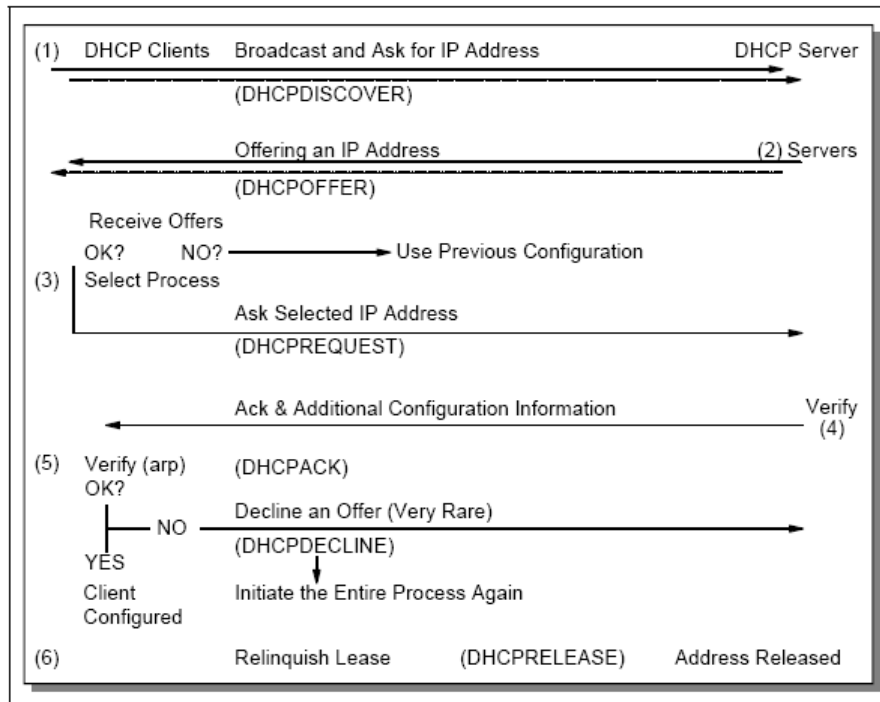 (1) DHCP Clients Broadcast and Ask for IP Address DHCP Server
(DHCPDISCOVER)
Offering an IP Address (2) Servers
(DHCPOFFER)
Receive Offers
OK? NO? Use Previous Configuration
(3) Select Process
Ask Selected IP Address
(DHCPREQUEST)
Ack & Additional Configuration Information Verify
(4)
(5) Verify (arp) (DHCPACK)
OK?
Decline an Offer (Very Rare)
NO
(DHCPDECLINE)
YES
Client Initiate the Entire Process Again
Configured
(6) Relinquish Lease (DHCPRELEASE) Address Released